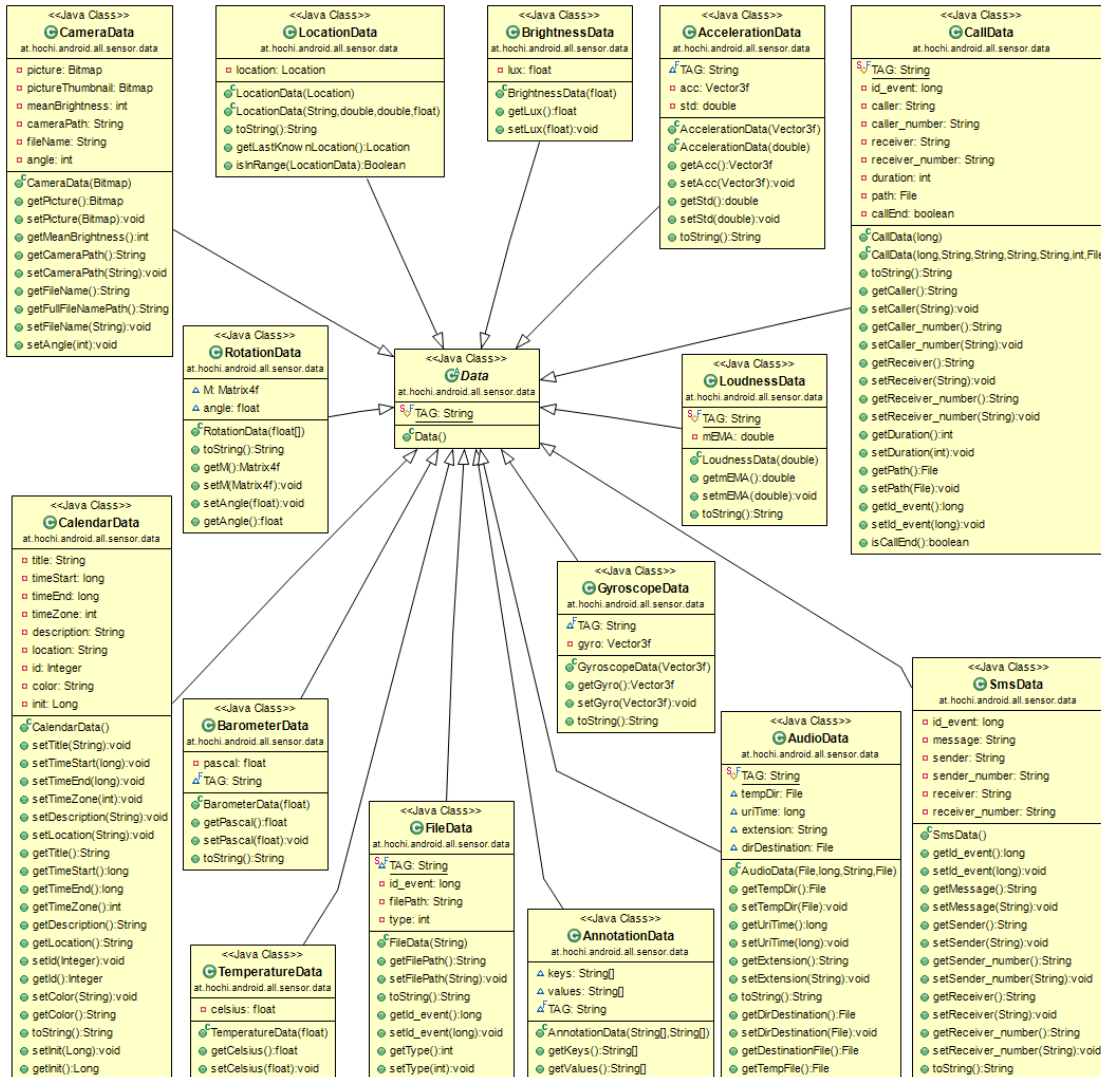 <<Java Class>>
CameraData
at.hochi.android.all.sensor.data
picture: Bitmap
pictureThumbnail: Bitmap
meanBrightness: int
cameraPath: String
fileName: String
angle: int
CameraData(Bitmap)
getPicture():Bitmap
setPicture(Bitmap):void
getMeanBrightness():int
getCameraPath():String
setCameraPath(String):void
getFileName():String
getFullFileNamePath():String
setFileName(String):void
setAngle(int):void
<<Java Class>>
LocationData
at.hochi.android.all.sensor.data
location: Location
LocationData(Location)
LocationData(String,double,double,float)
toString():String
getLastKnownLocation():Location
isInRange(LocationData):Boolean
<<Java Class>>
BrightnessData
at.hochi.android.all.sensor.data
lux: float
BrightnessData(float)
getLux():float
setLux(float):void
<<Java Class>>
AccelerationData
at.hochi.android.all.sensor.data
TAG: String
acc: Vector3f
std: double
AccelerationData(Vector3f)
AccelerationData(double)
getAcc():Vector3f
setAcc(Vector3f):void
getStd():double
setStd(double):void
toString():String
<<Java Class>>
CallData
at.hochi.android.all.sensor.data
TAG: String
id_event: long
caller: String
caller_number: String
receiver: String
receiver_number: String
duration: int
path: File
callEnd: boolean
CallData(long)
CallData(long,String,String,String,String,int,File
toString():String
getCaller():String
setCaller(String):void
getCaller_number():String
setCaller_number(String):void
getReceiver():String
setReceiver(String):void
getReceiver_number():String
setReceiver_number(String):void
getDuration():int
setDuration(int):void
getPath():File
setPath(File):void
getId_event():long
setId_event(long):void
isCallEnd():boolean
<<Java Class>>
RotationData
at.hochi.android.all.sensor.data
M: Matrix4f
angle: float
RotationData(float[])
toString():String
getM():Matrix4f
setM(Matrix4f):void
setAngle(float):void
getAngle():float
<<Java Class>>
Data
at.hochi.android.all.sensor.data
TAG: String
Data()
<<Java Class>>
LoudnessData
at.hochi.android.all.sensor.data
TAG: String
mEMA: double
LoudnessData(double)
getmEMA():double
setmEMA(double):void
toString():String
<<Java Class>>
CalendarData
at.hochi.android.all.sensor.data
title: String
timeStart: long
timeEnd: long
timeZone: int
description: String
location: String
id: Integer
color: String
init: Long
CalendarData()
setTitle(String):void
setTimeStart(long):void
setTimeEnd(long):void
setTimeZone(int):void
setDescription(String):void
setLocation(String):void
getTitle():String
getTimeStart():long
getTimeEnd():long
getTimeZone():int
getDescription():String
getLocation():String
setId(Integer):void
getId():Integer
setColor(String):void
getColor():String
toString():String
setInit(Long):void
getInit():Long
<<Java Class>>
BarometerData
at.hochi.android.all.sensor.data
pascal: float
TAG: String
BarometerData(float)
getPascal():float
setPascal(float):void
toString():String
<<Java Class>>
TemperatureData
at.hochi.android.all.sensor.data
celsius: float
TemperatureData(float)
getCelsius():float
setCelsius(float):void
<<Java Class>>
FileData
at.hochi.android.all.sensor.data
TAG: String
id_event: long
filePath: String
type: int
FileData(String)
getFilePath():String
setFilePath(String):void
toString():String
getId_event():long
setId_event(long):void
getType():int
setType(int):void
<<Java Class>>
GyroscopeData
at.hochi.android.all.sensor.data
TAG: String
gyro: Vector3f
GyroscopeData(Vector3f)
getGyro():Vector3f
setGyro(Vector3f):void
toString():String
<<Java Class>>
AnnotationData
at.hochi.android.all.sensor.data
keys: String[]
values: String[]
TAG: String
AnnotationData(String[],String[])
getKeys():String[]
getValues():String[]
<<Java Class>>
AudioData
at.hochi.android.all.sensor.data
TAG: String
tempDir: File
uriTime: long
extension: String
dirDestination: File
AudioData(File,long,String,File)
getTempDir():File
setTempDir(File):void
getUriTime():long
setUriTime(long):void
getExtension():String
setExtension(String):void
toString():String
getDirDestination():File
setDirDestination(File):void
getDestinationFile():File
getTempFile():File
<<Java Class>>
SmsData
at.hochi.android.all.sensor.data
id_event: long
message: String
sender: String
sender_number: String
receiver: String
receiver_number: String
SmsData()
getId_event():long
setId_event(long):void
getMessage():String
setMessage(String):void
getSender():String
setSender(String):void
getSender_number():String
setSender_number(String):void
getReceiver():String
setReceiver(String):void
getReceiver_number():String
setReceiver_number(String):void
toString():String